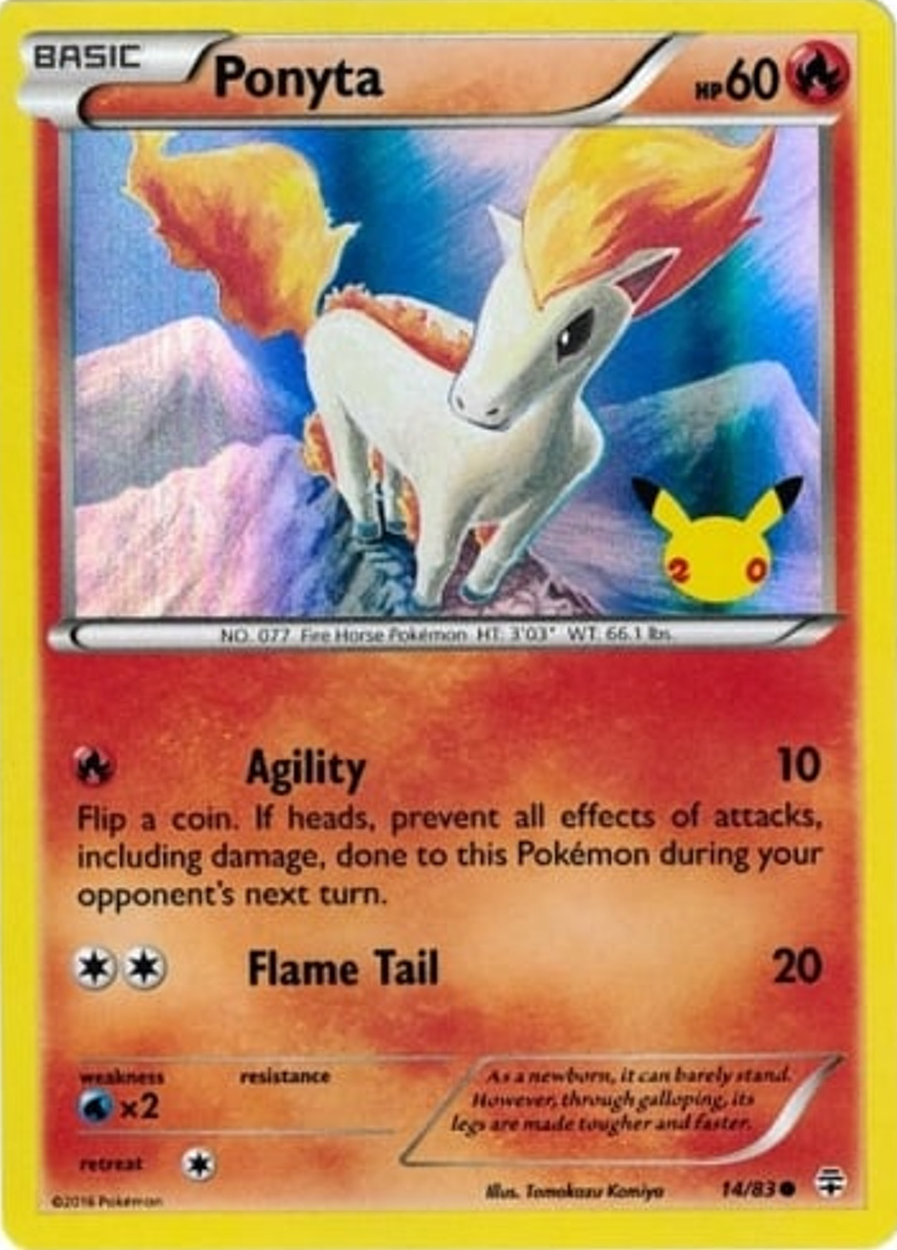 BASIC
Ponyta
HP60
2 0
NO. 077 Fire Horse Pokémon HT: 3'03" WT: 66.1 lbs.
Agility 10
Flip a coin. If heads, prevent all effects of attacks,
including damage, done to this Pokémon during your
opponent's next turn.
Flame Tail 20
weakness resistance
×2
As a newborn, it can barely stand.
However, through galloping, its
legs are made tougher and faster.
retreat
©2016 Pokémon
Illus. Tomokazu Komiya
14/83